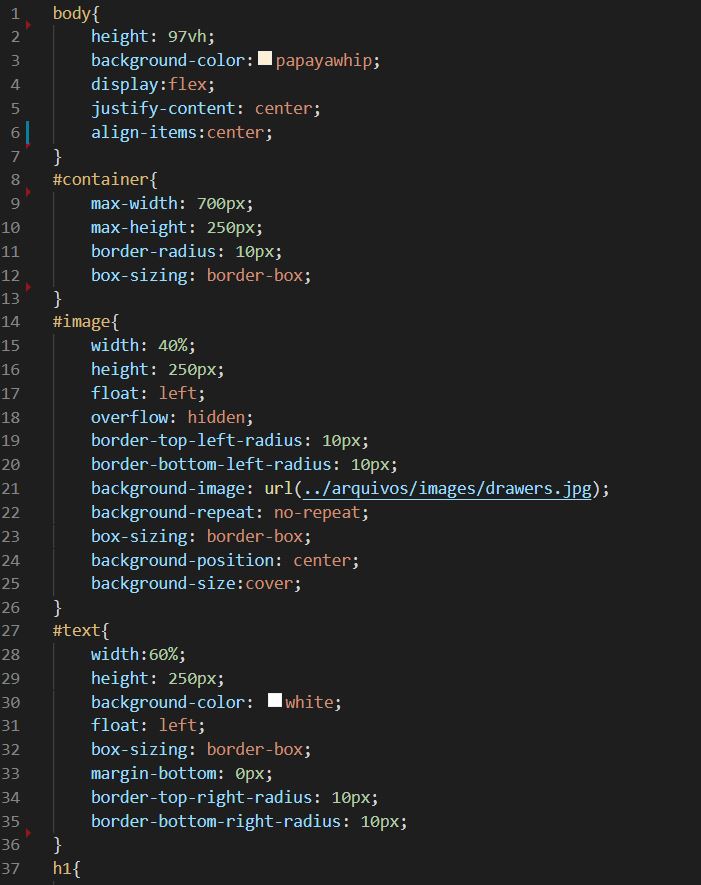 1 body{
2 height: 97vh;
3 background-color: papayawhip;
4 display:flex;
5 justify-content: center;
6 align-items:center;
7 }
8 #container{
9 max-width: 700px;
10 max-height: 250px;
11 border-radius: 10px;
12 box-sizing: border-box;
13 }
14 #image{
15 width: 40%;
16 height: 250px;
17 float: left;
18 overflow: hidden;
19 border-top-left-radius: 10px;
20 border-bottom-left-radius: 10px;
21 background-image: url(../arquivos/images/drawers.jpg);
22 background-repeat: no-repeat;
23 box-sizing: border-box;
24 background-position: center;
25 background-size:cover;
26 }
27 #text{
28 width:60%;
29 height: 250px;
30 background-color: white;
31 float: left;
32 box-sizing: border-box;
33 margin-bottom: 0px;
34 border-top-right-radius: 10px;
35 border-bottom-right-radius: 10px;
36 }
37 h1{